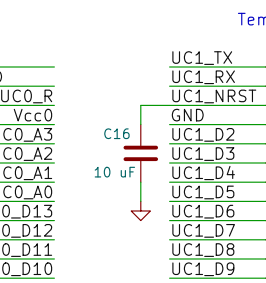 Tem
UC1_TX
UC1_RX
UC0_R
UC1_NRST
Vcc0
GND
C0_A3
C16
UC1_D2
C0_A2
UC1_D3
C0_A1
10 uF
UC1_D4
C0_A0
UC1_D5
0_D13
UC1_D6
0_D12
UC1_D7
0_D11
UC1_D8
0_D10
UC1_D9